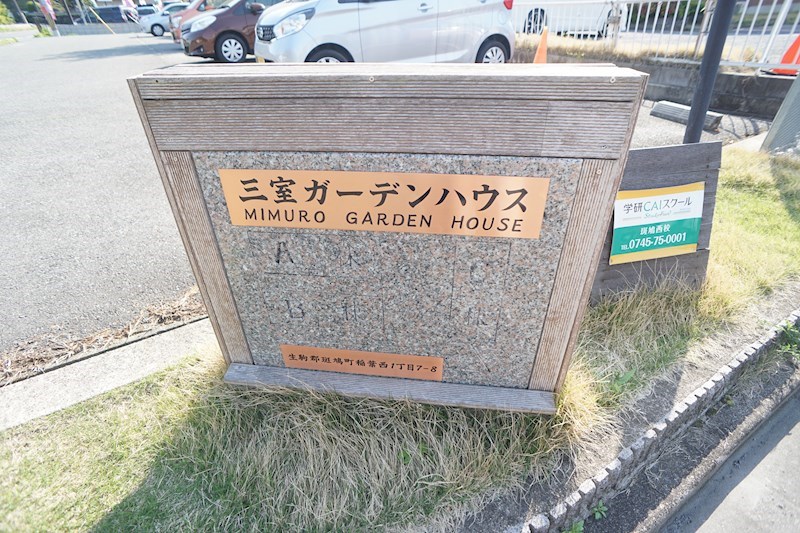 三室ガーデンハウス
MIMURO GARDEN HOUSE
A
C
B
生駒郡斑鳩町稲葉西1丁目7-8
学研CAIスクール
斑鳩西校
TEL 0745-75-0001